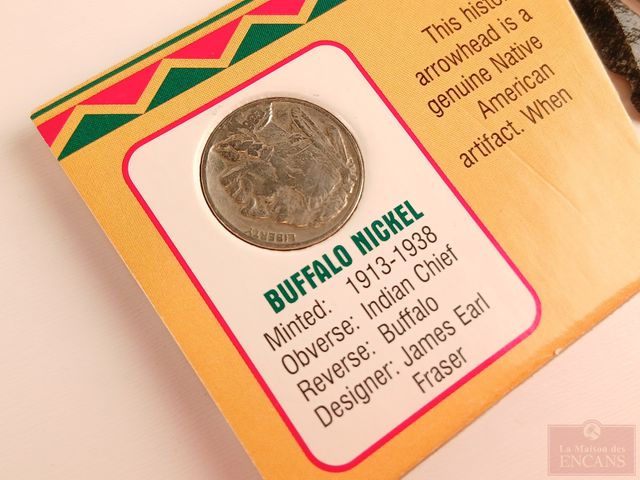 This
arrowhead is a
genuine Native
American
artifact. When
LIBERTY
BUFFALO NICKEL
Minted: 1913-1938
Obverse: Indian Chief
Reverse: Buffalo
Designer: James Earl
Fraser
La Maison des
ENCANS